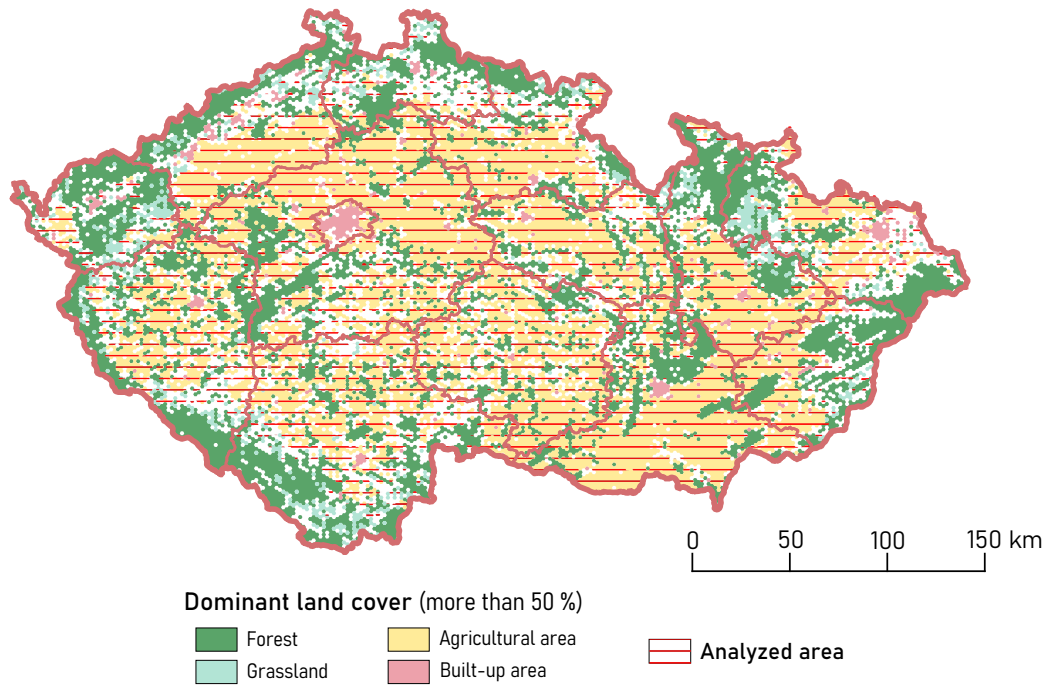 0 50 100 150 km
Dominant land cover (more than 50 %)
Forest
Agricultural area
Grassland
Built-up area
Analyzed area